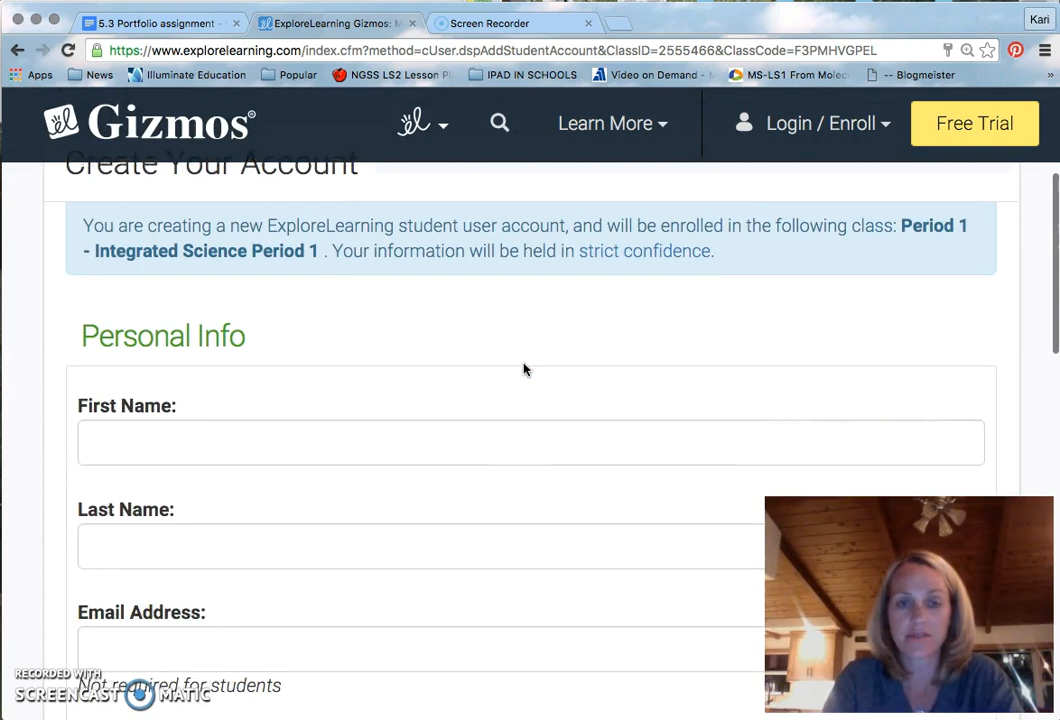 5.3 Portfolio assignment -
ExploreLearning Gizmos: M
Screen Recorder
Kari
https://www.explorelearning.com/index.cfm?method=cUser.dspAddStudentAccount&ClassID=2555466&ClassCode=F3PMHVGPEL
Apps News Illuminate Education Popular NGSS LS2 Lesson Pl IPAD IN SCHOOLS Video on Demand - MS-LS1 From Molec -- Blogmeister »
Gizmos®
Learn More
Login / Enroll
Free Trial
Create Your Account
You are creating a new ExploreLearning student user account, and will be enrolled in the following class: Period 1
- Integrated Science Period 1 . Your information will be held in strict confidence.
Personal Info
First Name:
Last Name:
Email Address:
Not required for students
RECORDED WITH
SCREENCAST MATIC